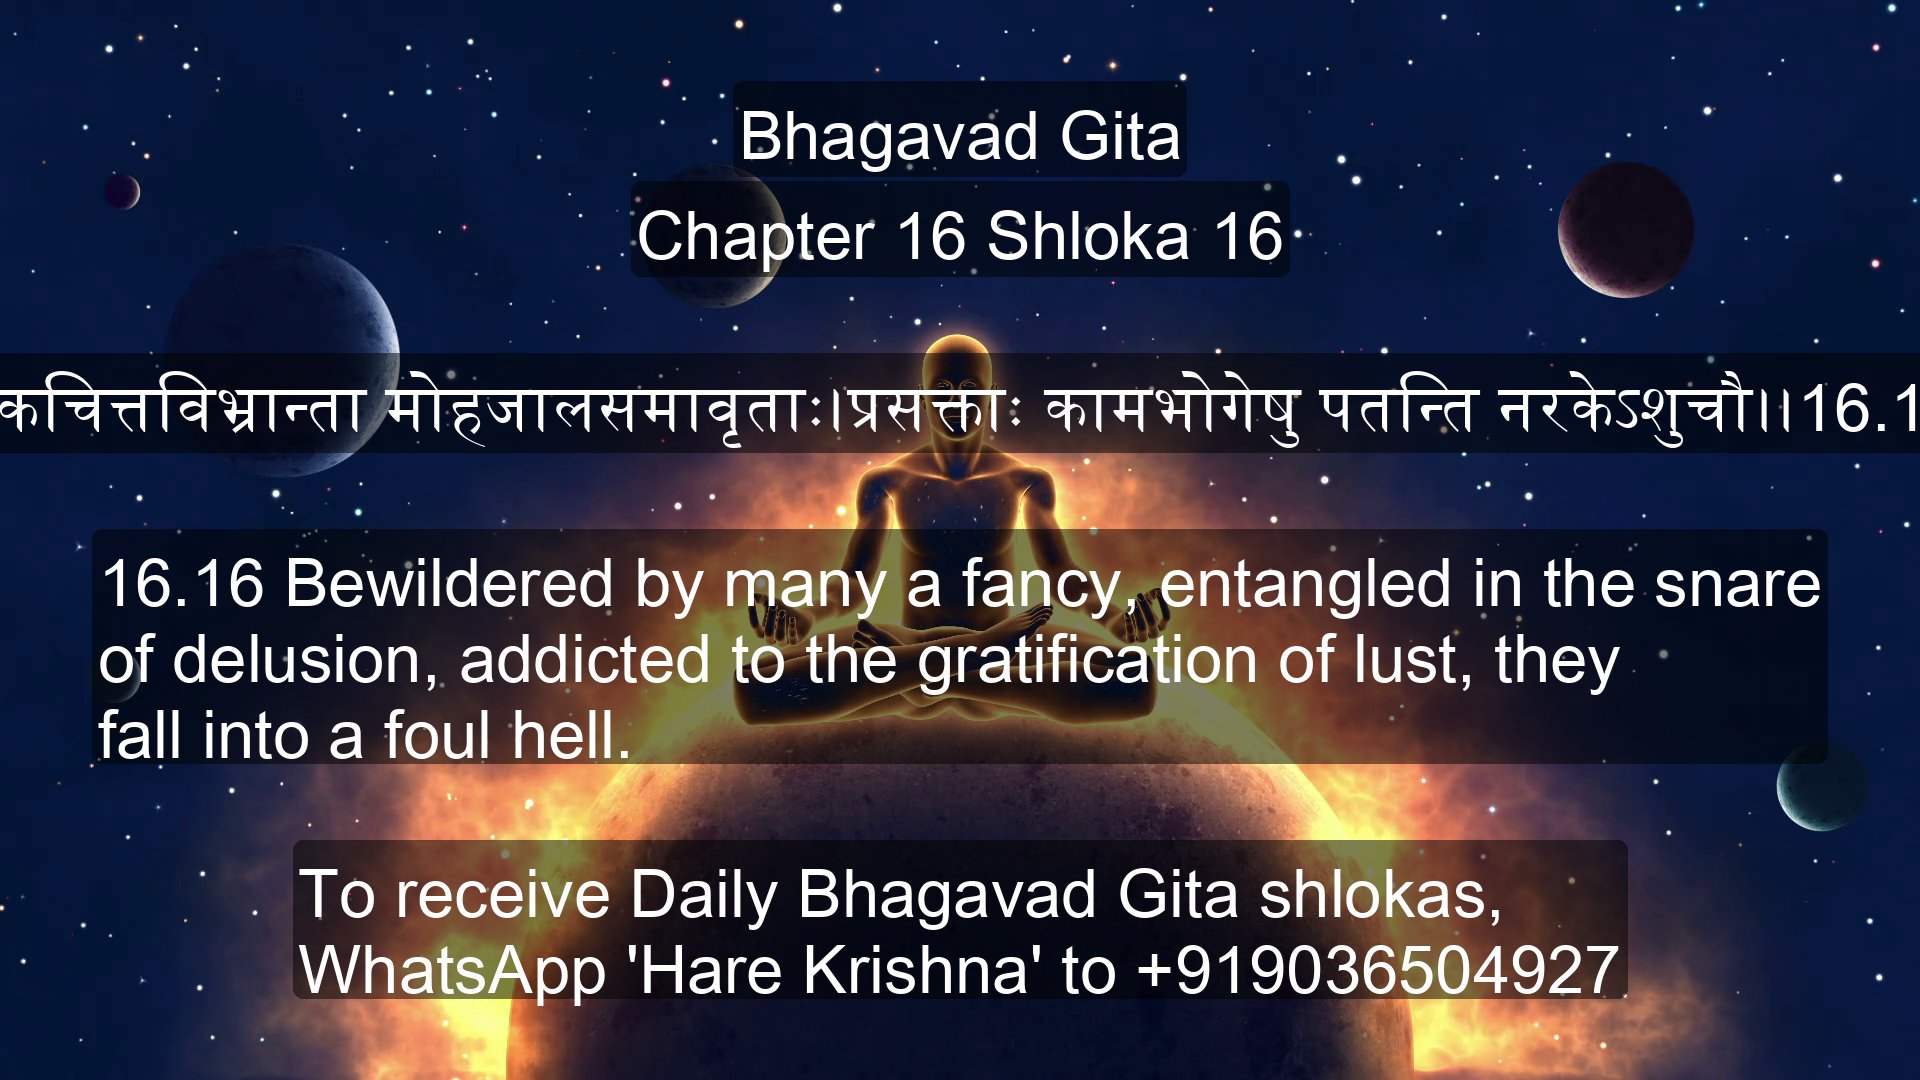 Bhagavad Gita
Chapter 16 Shloka 16
कचित्तविभ्रान्ता मोहजालसमावृताः।प्रसक्ताः कामभोगेषु पतन्ति नरकेऽशुचौ।।16.1
16.16 Bewildered by many a fancy, entangled in the snare
of delusion, addicted to the gratification of lust, they
fall into a foul hell.
To receive Daily Bhagavad Gita shlokas,
WhatsApp 'Hare Krishna' to +919036504927